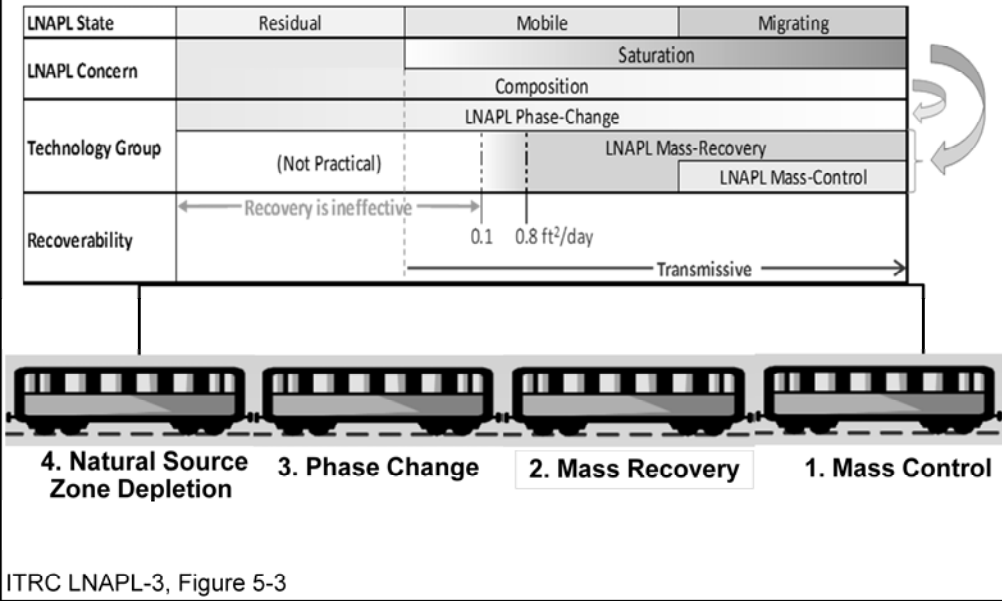 LNAPL State Residual Mobile Migrating
LNAPL Concern Saturation
Composition
Technology Group LNAPL Phase-Change
(Not Practical) LNAPL Mass-Recovery
LNAPL Mass-Control
Recoverability Recovery is ineffective
0.1 0.8 ft²/day
Transmissive
4. Natural Source
Zone Depletion
3. Phase Change
2. Mass Recovery
1. Mass Control
ITRC LNAPL-3, Figure 5-3